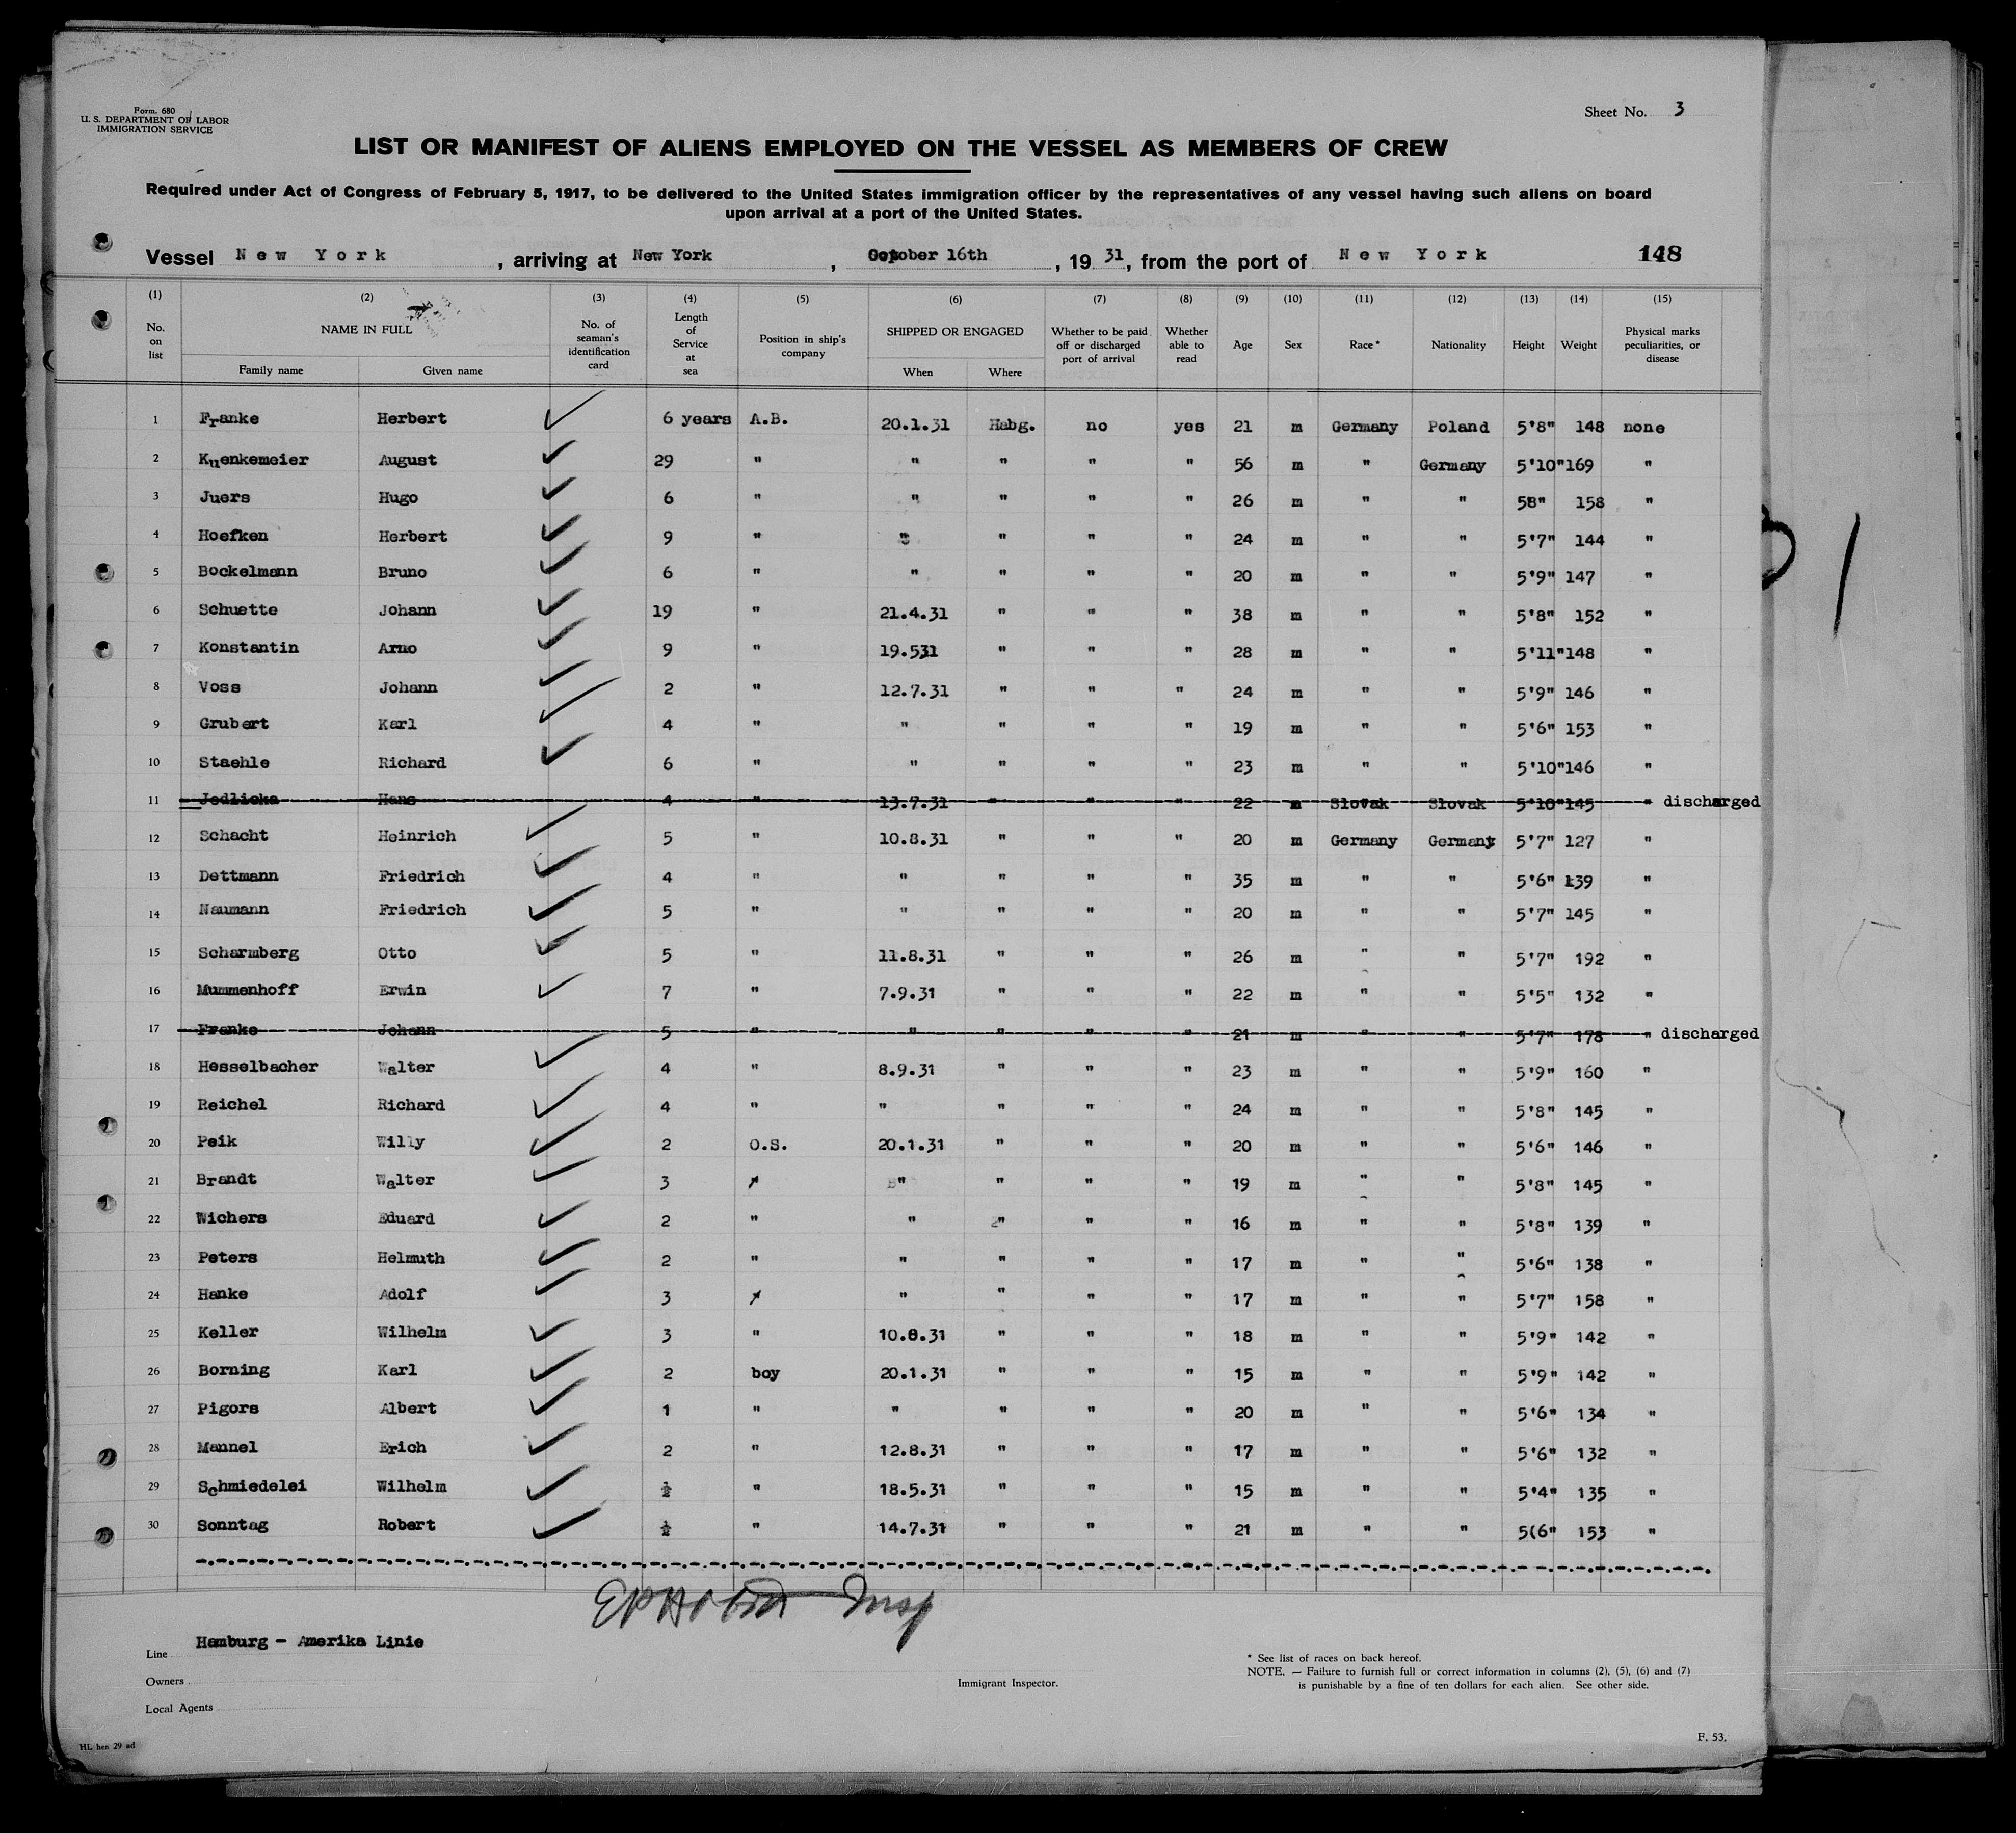 Form. 680
U. S. DEPARTMENT OF LABOR
IMMIGRATION SERVICE
Sheet No. 3
LIST OR MANIFEST OF ALIENS EMPLOYED ON THE VESSEL AS MEMBERS OF CREW
Required under Act of Congress of February 5, 1917, to be delivered to the United States immigration officer by the representatives of any vessel having such aliens on board
upon arrival at a port of the United States.
Vessel New York, arriving at New York, October 16th, 1931, from the port of New York 148
(1) (2) (3) (4) (5) (6) (7) (8) (9) (10) (11) (12) (13) (14) (15)
No. on list NAME IN FULL Family name Given name No. of seaman's identification card Length of Service at sea Position in ship's company SHIPPED OR ENGAGED When Where Whether to be paid off or discharged port of arrival Whether able to read Age Sex Race* Nationality Height Weight Physical marks peculiarities, or disease
1 Franke Herbert 6 years A.B. 20.1.31 Habg. no yes 21 m Germany Poland 5'8" 148 none
2 Kuenkemeier August 29 " " " " " 56 m " Germany 5'10" 169 "
3 Juers Hugo 6 " " " " " 26 m " " 58" 158 "
4 Hoefken Herbert 9 " " " " " 24 m " " 5'7" 144 "
5 Bockelmann Bruno 6 " " " " " 20 m " " 5'9" 147 "
6 Schuette Johann 19 " 21.4.31 " " " 38 m " " 5'8" 152 "
7 Konstantin Arno 9 " 19.531 " " " 28 m " " 5'11" 148 "
8 Voss Johann 2 " 12.7.31 " " " 24 m " " 5'9" 146 "
9 Grubert Karl 4 " " " " " 19 m " " 5'6" 153 "
10 Staehle Richard 6 " " " " " 23 m " " 5'10" 146 "
11 Jedlicka Hans 4 " 13.7.31 " " " 22 m Slovak Slovak 5'10" 145 " discharged
12 Schacht Heinrich 5 " 10.8.31 " " " 20 m Germany Germany 5'7" 127 "
13 Dettmann Friedrich 4 " " " " " 35 m " " 5'6" 139 "
14 Naumann Friedrich 5 " " " " " 20 m " " 5'7" 145 "
15 Scharmberg Otto 5 " 11.8.31 " " " 26 m " " 5'7" 192 "
16 Mummenhoff Erwin 7 " 7.9.31 " " " 22 m " " 5'5" 132 "
17 Franke Johann 5 " " " " " 21 m " " 5'7" 178 " discharged
18 Hesselbacher Walter 4 " 8.9.31 " " " 23 m " " 5'9" 160 "
19 Reichel Richard 4 " " " " " 24 m " " 5'8" 145 "
20 Peik Willy 2 O.S. 20.1.31 " " " 20 m " " 5'6" 146 "
21 Brandt Walter 3 " " " " " 19 m " " 5'8" 145 "
22 Wichers Eduard 2 " " " " " 16 m " " 5'8" 139 "
23 Peters Helmuth 2 " " " " " 17 m " " 5'6" 138 "
24 Hanke Adolf 3 " " " " " 17 m " " 5'7" 158 "
25 Keller Wilhelm 3 " 10.8.31 " " " 18 m " " 5'9" 142 "
26 Borning Karl 2 boy 20.1.31 " " " 15 m " " 5'9" 142 "
27 Pigors Albert 1 " " " " " 20 m " " 5'6" 134 "
28 Mannel Erich 2 " 12.8.31 " " " 17 m " " 5'6" 132 "
29 Schmiedelei Wilhelm ½ " 18.5.31 " " " 15 m " " 5'4" 135 "
30 Sonntag Robert ½ " 14.7.31 " " " 21 m " " 5(6" 153 "
Insp
Line Hamburg - Amerika Linie
Owners
Local Agents
Immigrant Inspector.
* See list of races on back hereof.
NOTE. — Failure to furnish full or correct information in columns (2), (5), (6) and (7)
is punishable by a fine of ten dollars for each alien. See other side.
HL hen 29 ad
F. 53.